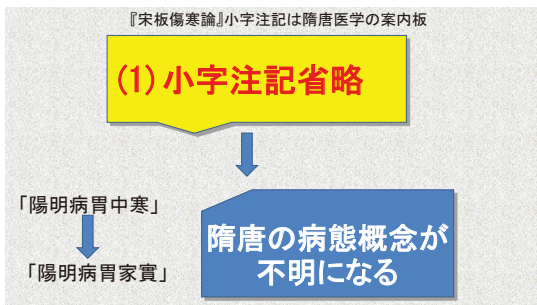 『宋板傷寒論』小字注記は隋唐医学の案内板
(1)小字注記省略
「陽明病胃中寒」
「陽明病胃家實」
隋唐の病態概念が
不明になる